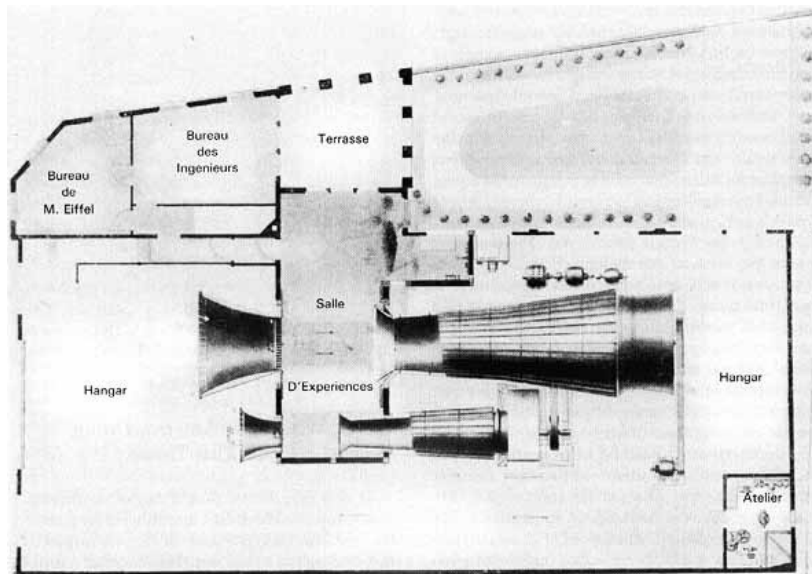 Bureau
des
Ingenieurs
Terrasse
Bureau
de
M. Eiffel
Salle
D'Experiences
Hangar
Hangar
Atelier